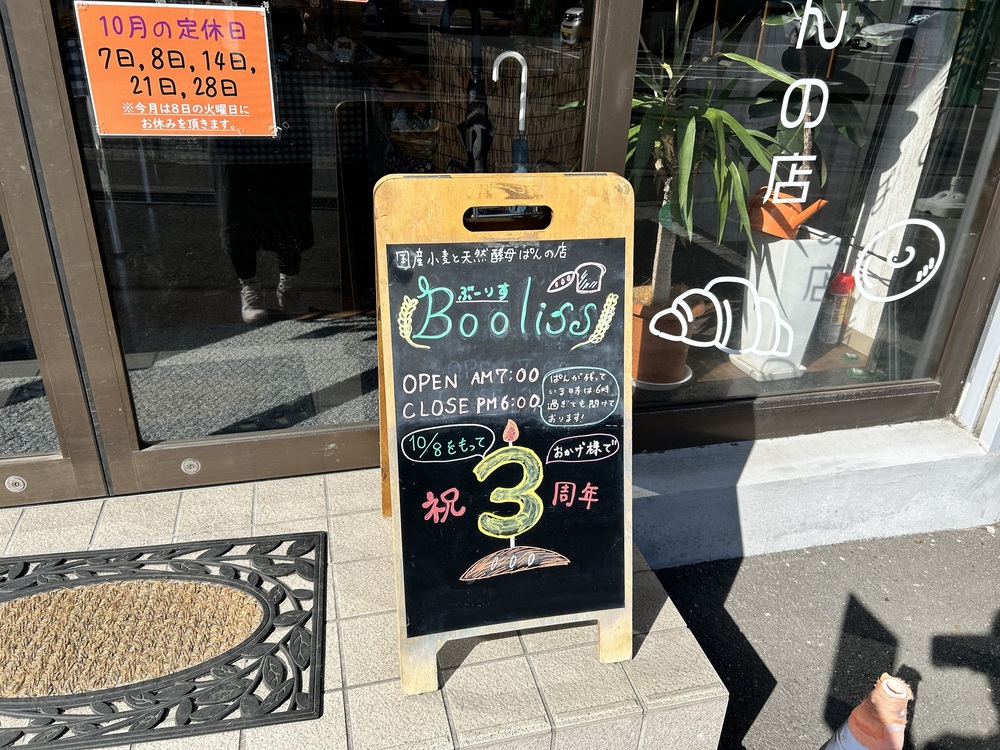 10月の定休日
7日,8日,14日,
21日,28日
※今月は8日の火曜日に
お休みを頂きます。
んの店
国産小麦と天然酵母ぱんの店
ぶーりす
Booliss
OPEN AM7:00
CLOSE PM6:00
ぱんが残って
いる時は6時
過ぎても開けて
おります!
10/8をもって
おかげ様で
祝 3 周年